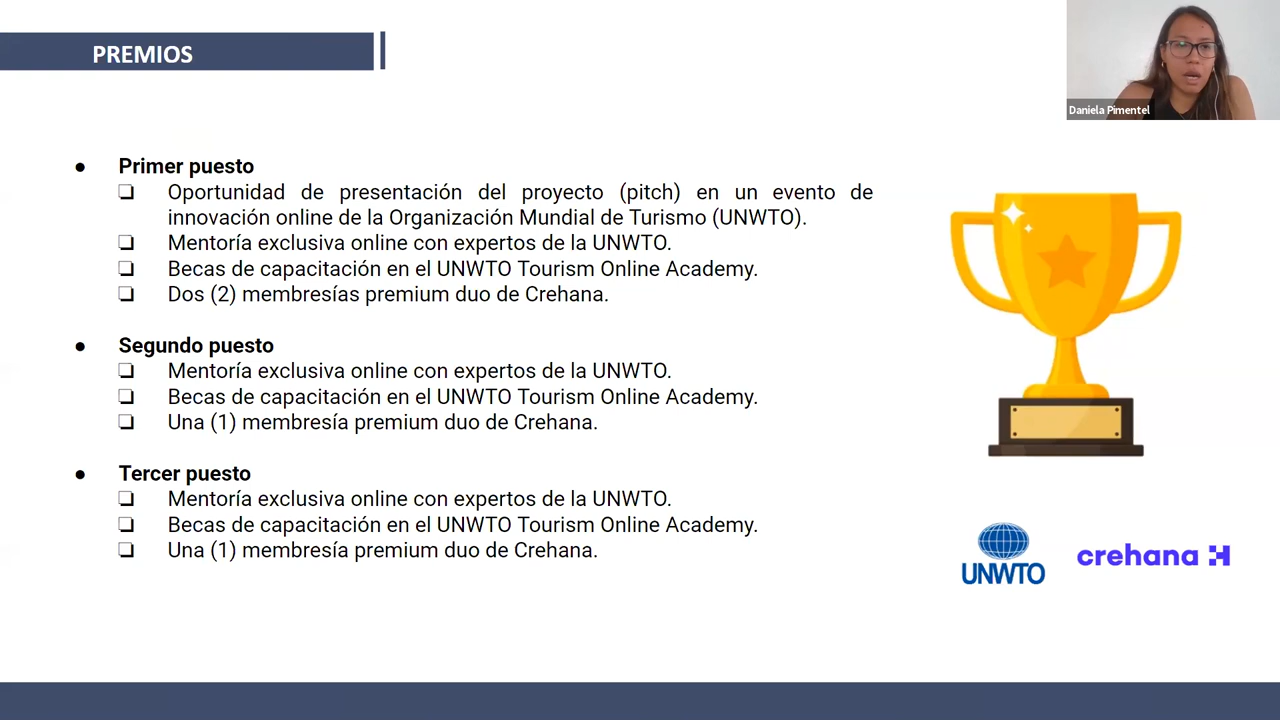 PREMIOS
Daniela Pimentel
● Primer puesto
❏ Oportunidad de presentación del proyecto (pitch) en un evento de
innovación online de la Organización Mundial de Turismo (UNWTO).
❏ Mentoría exclusiva online con expertos de la UNWTO.
❏ Becas de capacitación en el UNWTO Tourism Online Academy.
❏ Dos (2) membresías premium duo de Crehana.
● Segundo puesto
❏ Mentoría exclusiva online con expertos de la UNWTO.
❏ Becas de capacitación en el UNWTO Tourism Online Academy.
❏ Una (1) membresía premium duo de Crehana.
● Tercer puesto
❏ Mentoría exclusiva online con expertos de la UNWTO.
❏ Becas de capacitación en el UNWTO Tourism Online Academy.
❏ Una (1) membresía premium duo de Crehana.
UNWTO
crehana